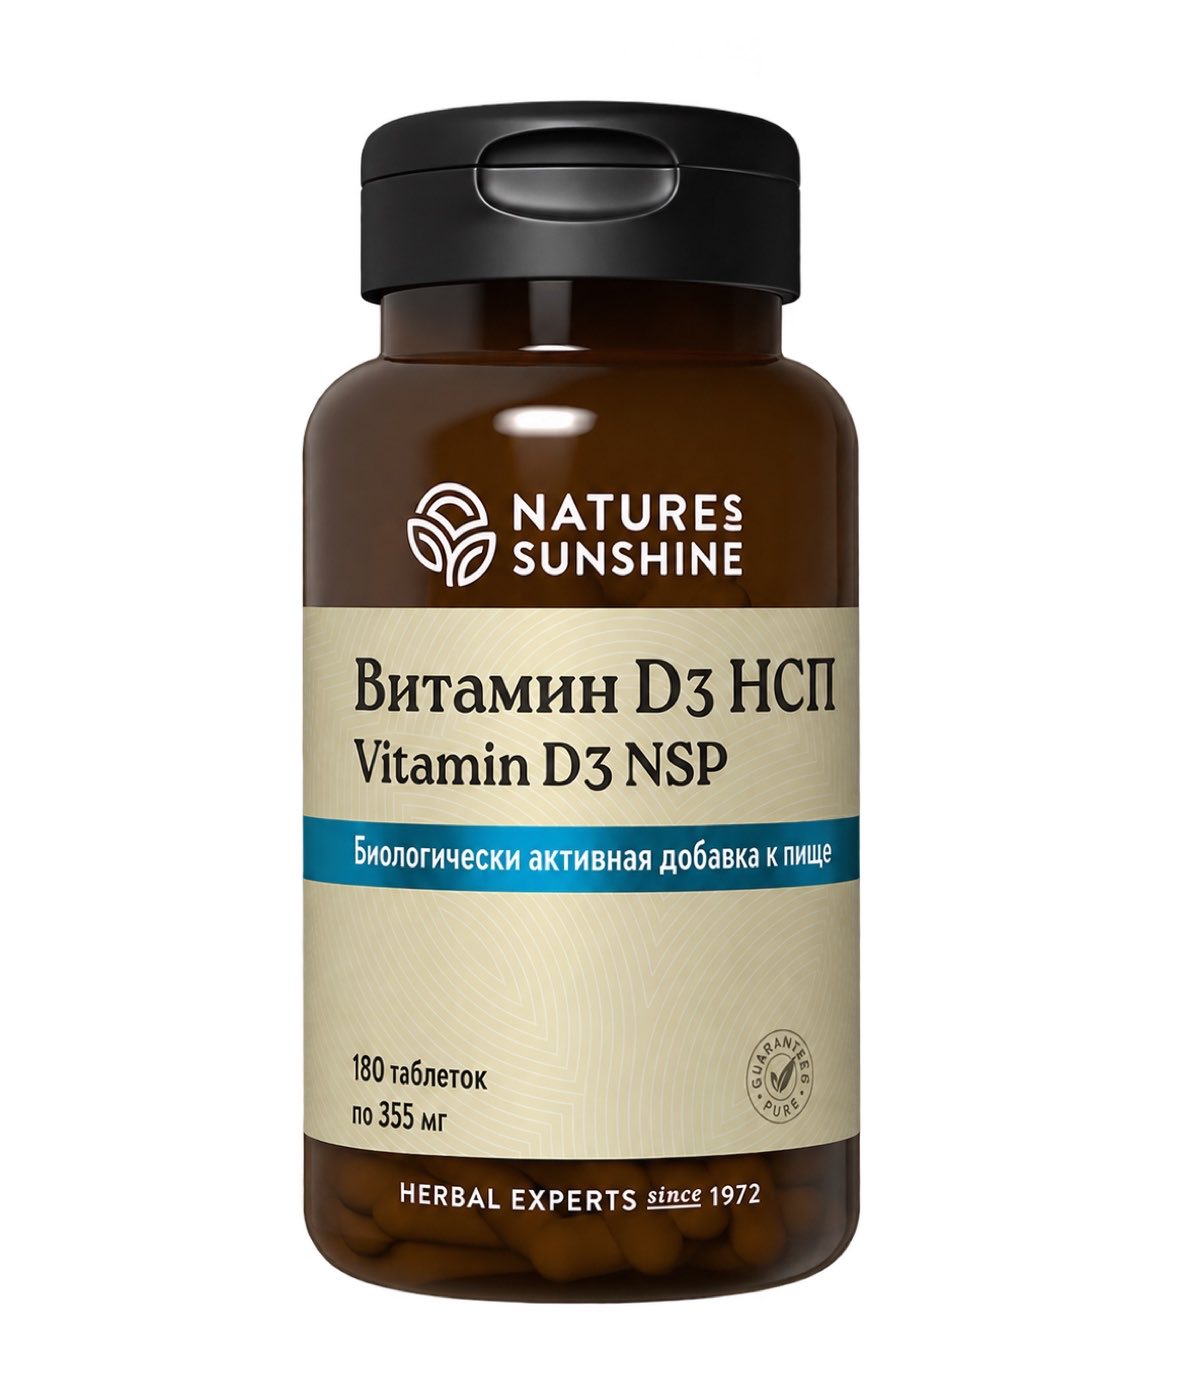 NATURES
SUNSHINE
Витамин D3 НСП
Vitamin D3 NSP
Биологически активная добавка к пище
180 таблеток
по 355 мг
GUARANTEE6
PURE
HERBAL EXPERTS since 1972